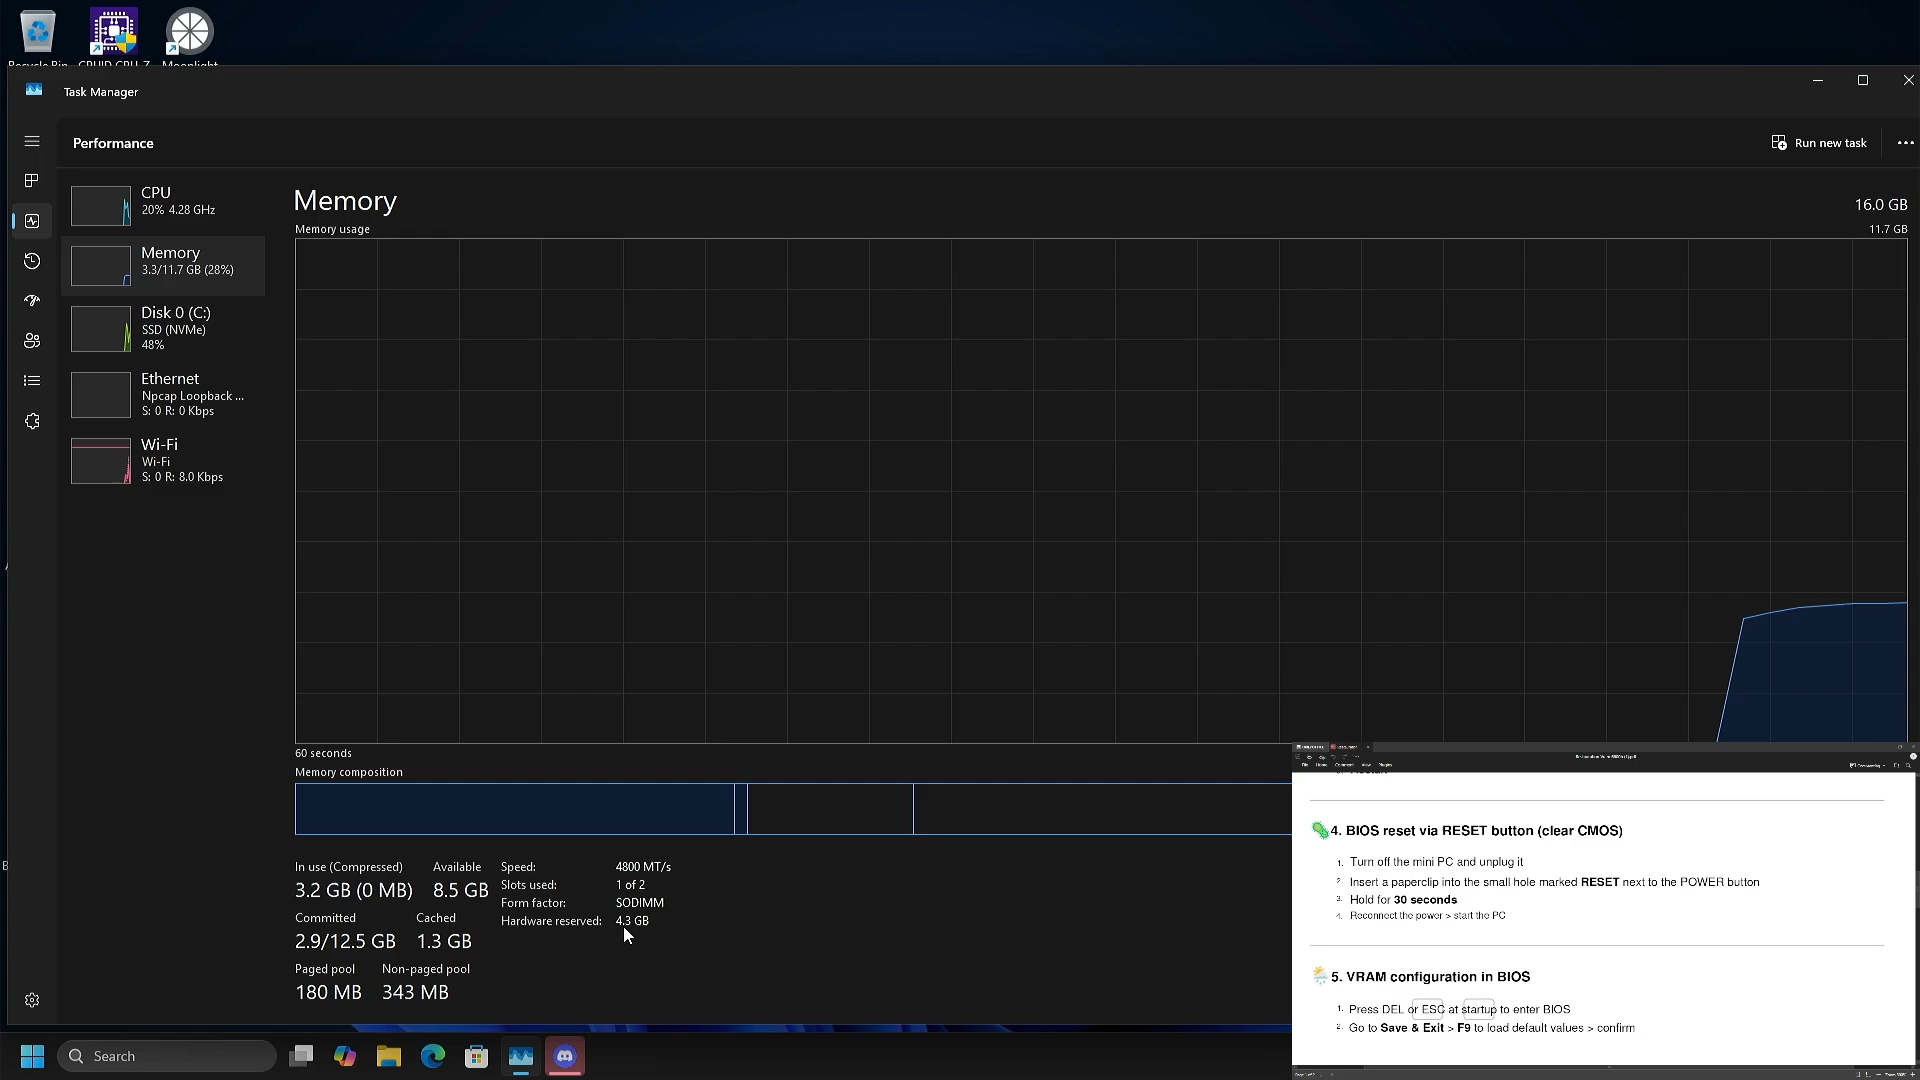 Recycle Bin
CPUID CPU-Z
Moonlight
Task Manager
Performance
Run new task
CPU
20% 4.28 GHz
Memory
3.3/11.7 GB (28%)
Disk 0 (C:)
SSD (NVMe)
48%
Ethernet
Npcap Loopback ...
S: 0 R: 0 Kbps
Wi-Fi
Wi-Fi
S: 0 R: 8.0 Kbps
Memory
16.0 GB
Memory usage
11.7 GB
60 seconds
Memory composition
In use (Compressed)
3.2 GB (0 MB)
Available
8.5 GB
Committed
2.9/12.5 GB
Cached
1.3 GB
Paged pool
180 MB
Non-paged pool
343 MB
Speed: 4800 MT/s
Slots used: 1 of 2
Form factor: SODIMM
Hardware reserved: 4.3 GB
File Home Comment View Plugins
4. BIOS reset via RESET button (clear CMOS)
1. Turn off the mini PC and unplug it
2. Insert a paperclip into the small hole marked RESET next to the POWER button
3. Hold for 30 seconds
4. Reconnect the power > start the PC
5. VRAM configuration in BIOS
1. Press DEL or ESC at startup to enter BIOS
2. Go to Save & Exit > F9 to load default values > confirm
Search